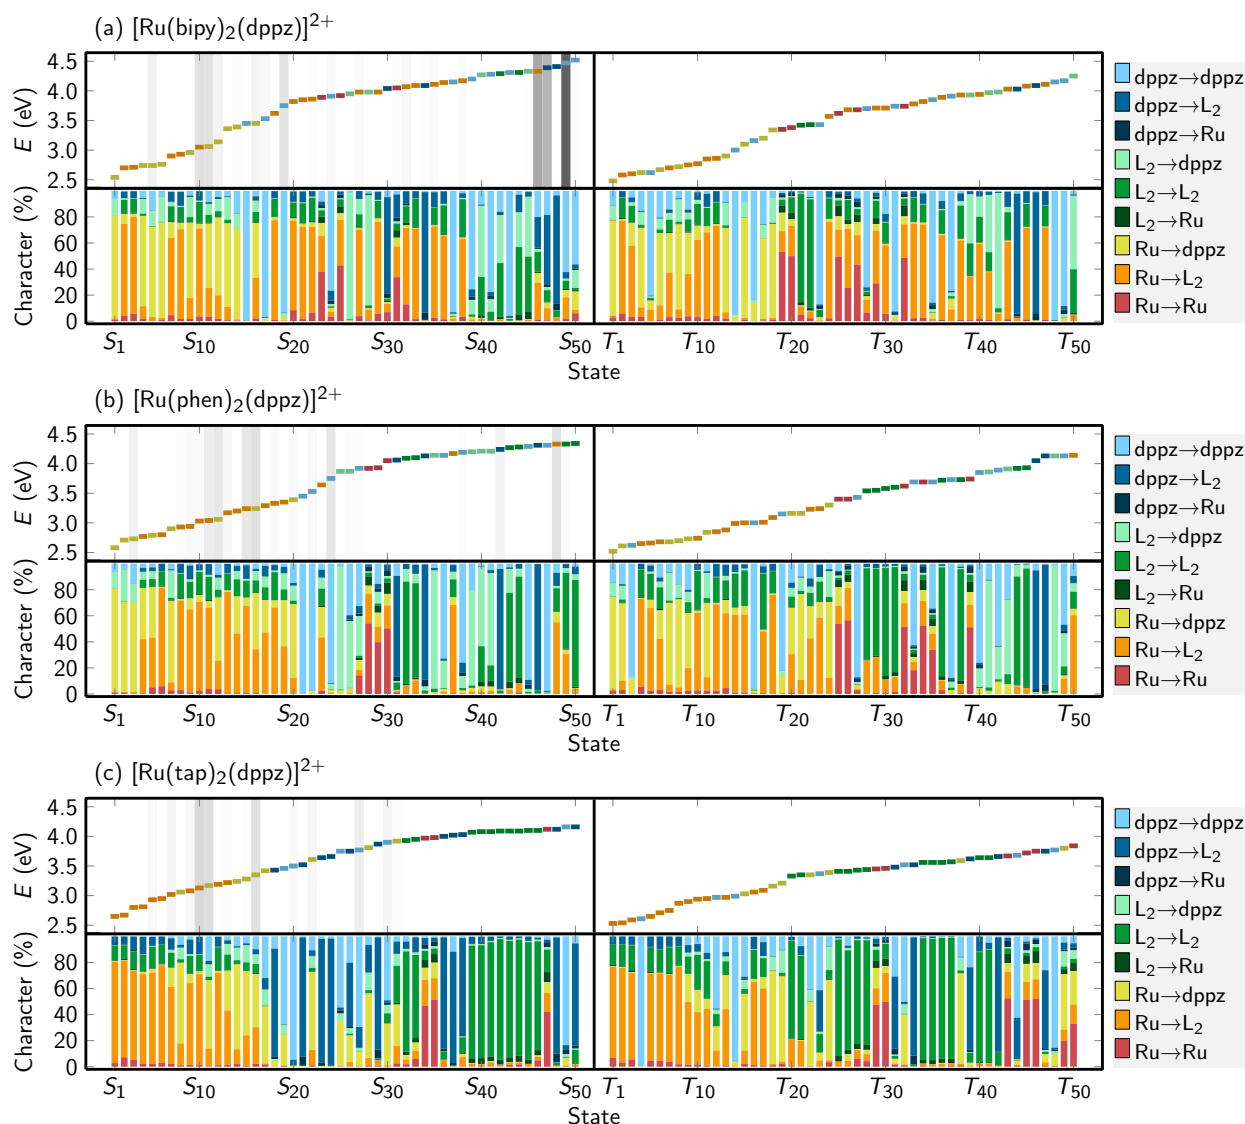 (a) [Ru(bipy)₂(dppz)]²⁺
4.5
4.0
3.5
3.0
2.5
E (eV)
80
60
40
20
0
Character (%)
S₁ S₁₀ S₂₀ S₃₀ S₄₀ S₅₀ T₁ T₁₀ T₂₀ T₃₀ T₄₀ T₅₀
State
dppz→dppz
dppz→L₂
dppz→Ru
L₂→dppz
L₂→L₂
L₂→Ru
Ru→dppz
Ru→L₂
Ru→Ru
(b) [Ru(phen)₂(dppz)]²⁺
4.5
4.0
3.5
3.0
2.5
E (eV)
80
60
40
20
0
Character (%)
S₁ S₁₀ S₂₀ S₃₀ S₄₀ S₅₀ T₁ T₁₀ T₂₀ T₃₀ T₄₀ T₅₀
State
dppz→dppz
dppz→L₂
dppz→Ru
L₂→dppz
L₂→L₂
L₂→Ru
Ru→dppz
Ru→L₂
Ru→Ru
(c) [Ru(tap)₂(dppz)]²⁺
4.5
4.0
3.5
3.0
2.5
E (eV)
80
60
40
20
0
Character (%)
S₁ S₁₀ S₂₀ S₃₀ S₄₀ S₅₀ T₁ T₁₀ T₂₀ T₃₀ T₄₀ T₅₀
State
dppz→dppz
dppz→L₂
dppz→Ru
L₂→dppz
L₂→L₂
L₂→Ru
Ru→dppz
Ru→L₂
Ru→Ru